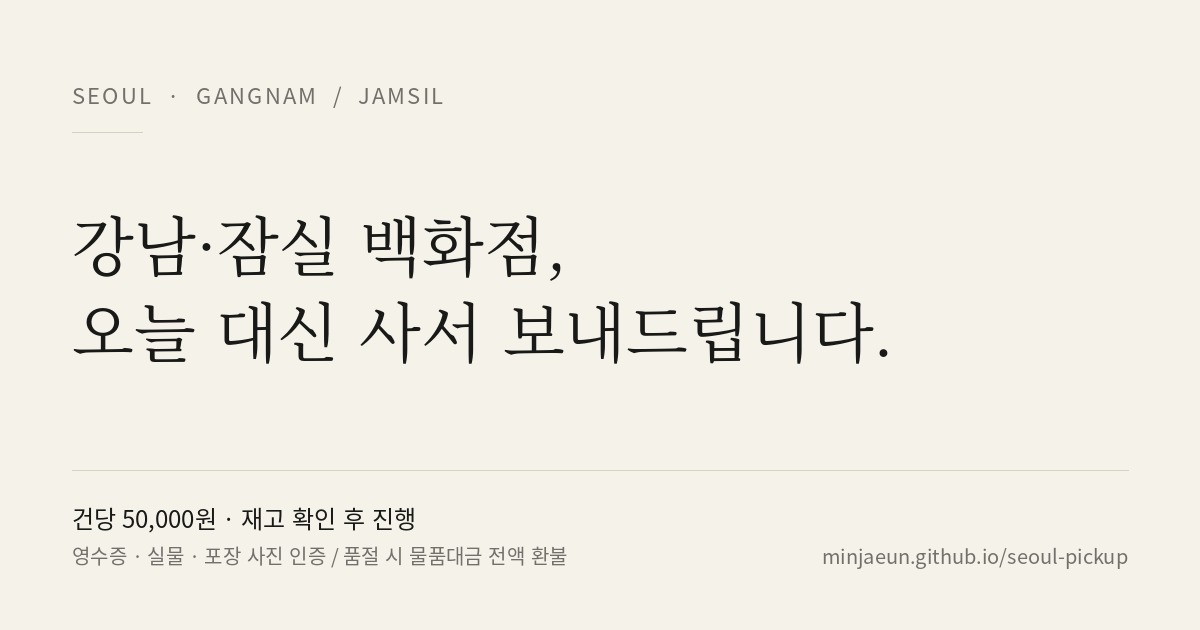 SEOUL · GANGNAM / JAMSIL
강남·잠실 백화점,
오늘 대신 사서 보내드립니다.
건당 50,000원 · 재고 확인 후 진행
영수증 · 실물 · 포장 사진 인증 / 품절 시 물품대금 전액 환불
minjaeun.github.io/seoul-pickup